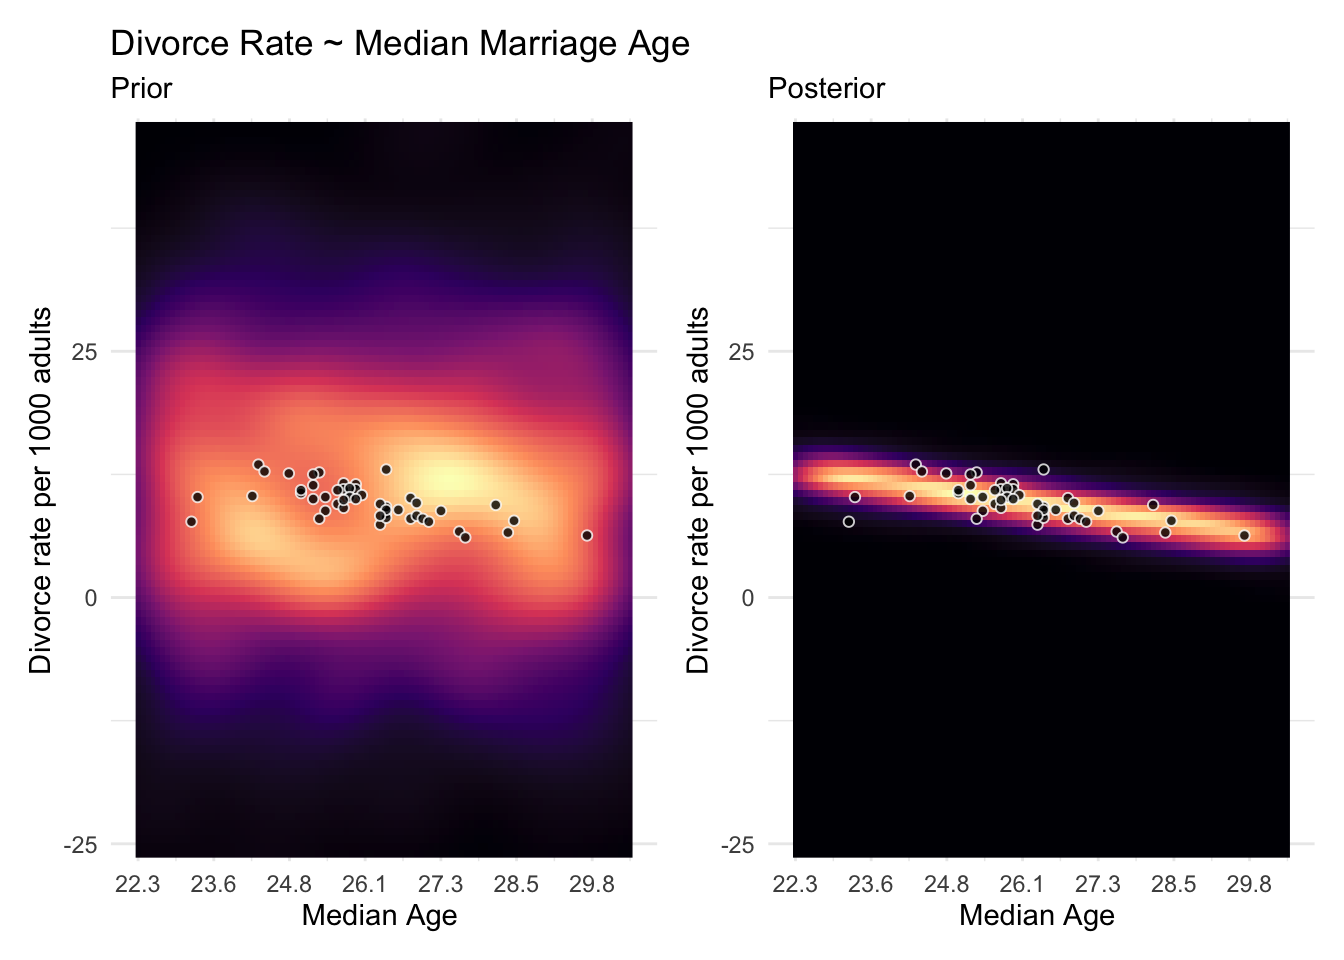 Divorce Rate ~ Median Marriage Age
Prior
Divorce rate per 1000 adults
25
0
-25
22.3 23.6 24.8 26.1 27.3 28.5 29.8
Median Age
Posterior
Divorce rate per 1000 adults
25
0
-25
22.3 23.6 24.8 26.1 27.3 28.5 29.8
Median Age